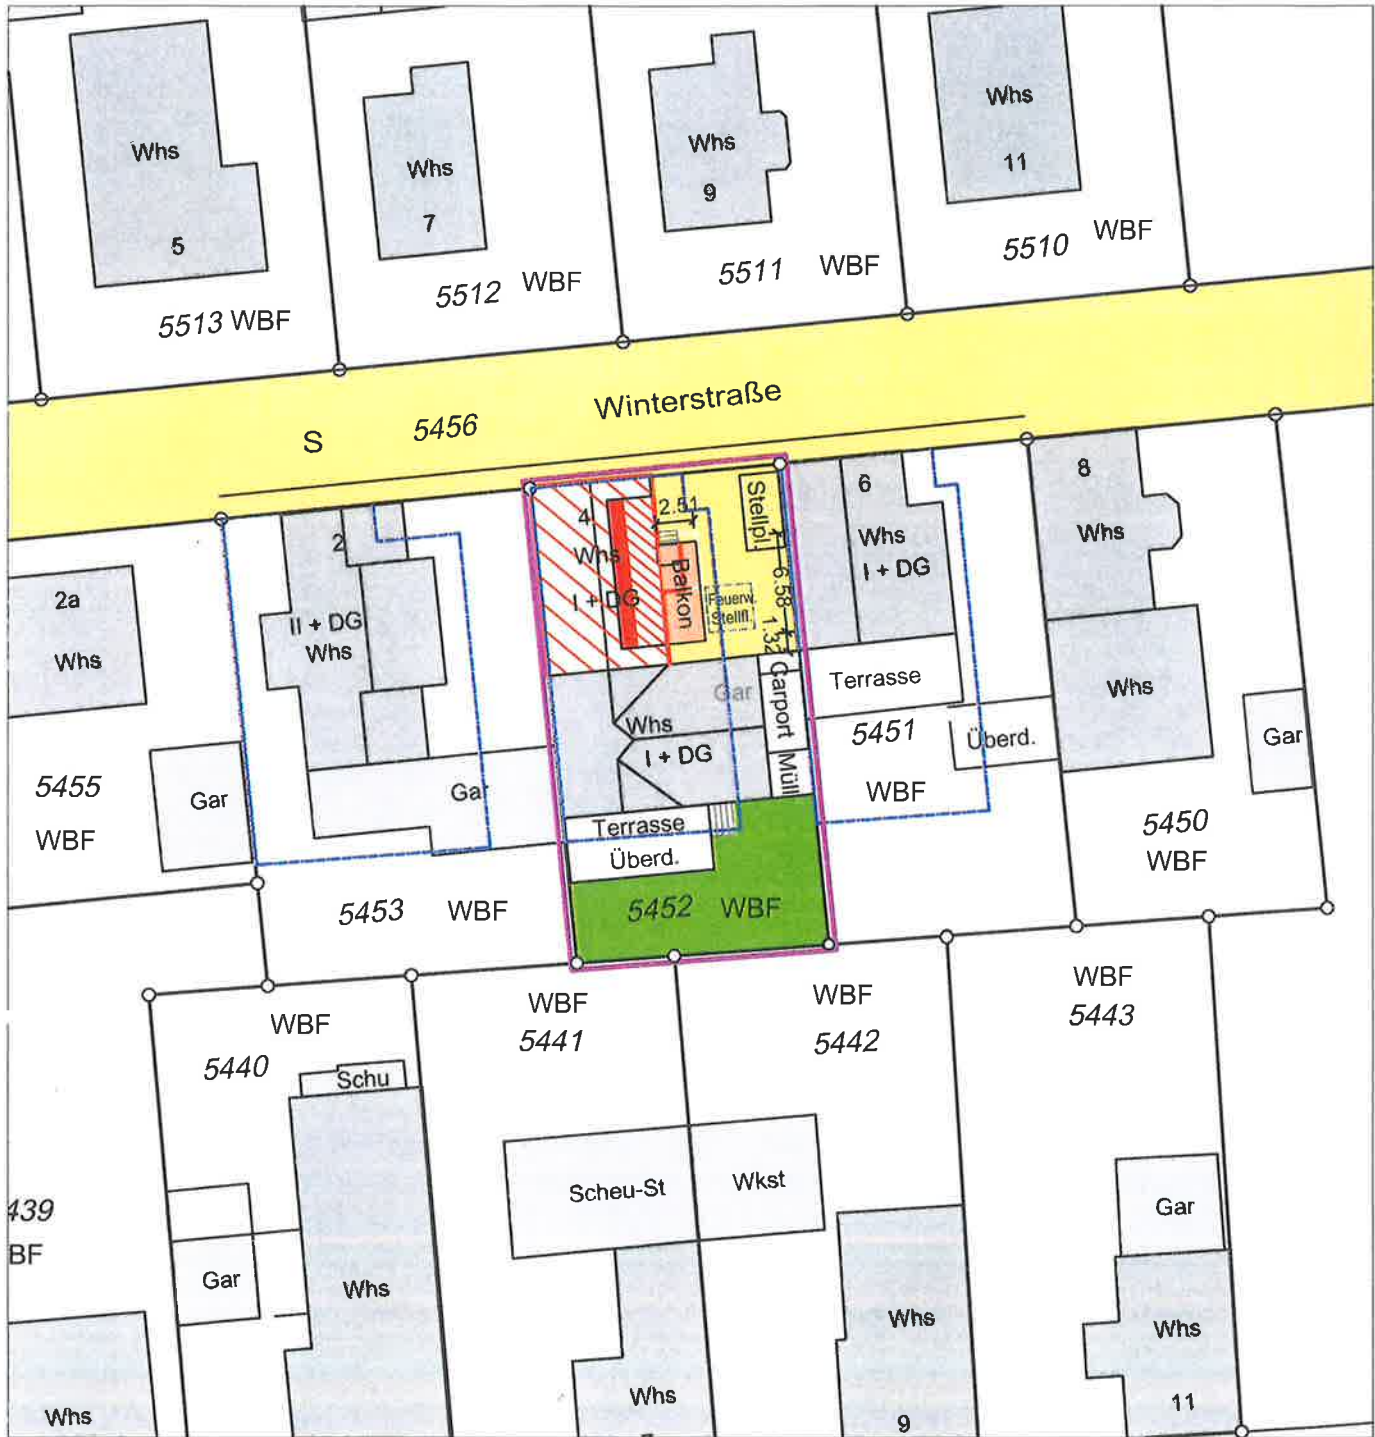 Whs
5
Whs
7
Whs
9
Whs
11
5513 WBF
5512 WBF
5511 WBF
5510 WBF
S
5456
Winterstraße
2a
Whs
2
II + DG
Whs
4
Whs
I + DG
2.51
Balkon
Stellpl.
6.58
1.32
Feuerw.
Stellfl.
6
Whs
I + DG
8
Whs
Whs
Gar
Carport
Müll
Whs
I + DG
Terrasse
5451
WBF
Überd.
Gar
5455
WBF
Gar
Gar
Terrasse
Überd.
5450
WBF
5453 WBF
5452 WBF
WBF
5440
WBF
5441
WBF
5442
WBF
5443
Schu
Scheu-St
Wkst
439
BF
Gar
Whs
Gar
Whs
Whs
Whs
9
Whs
11